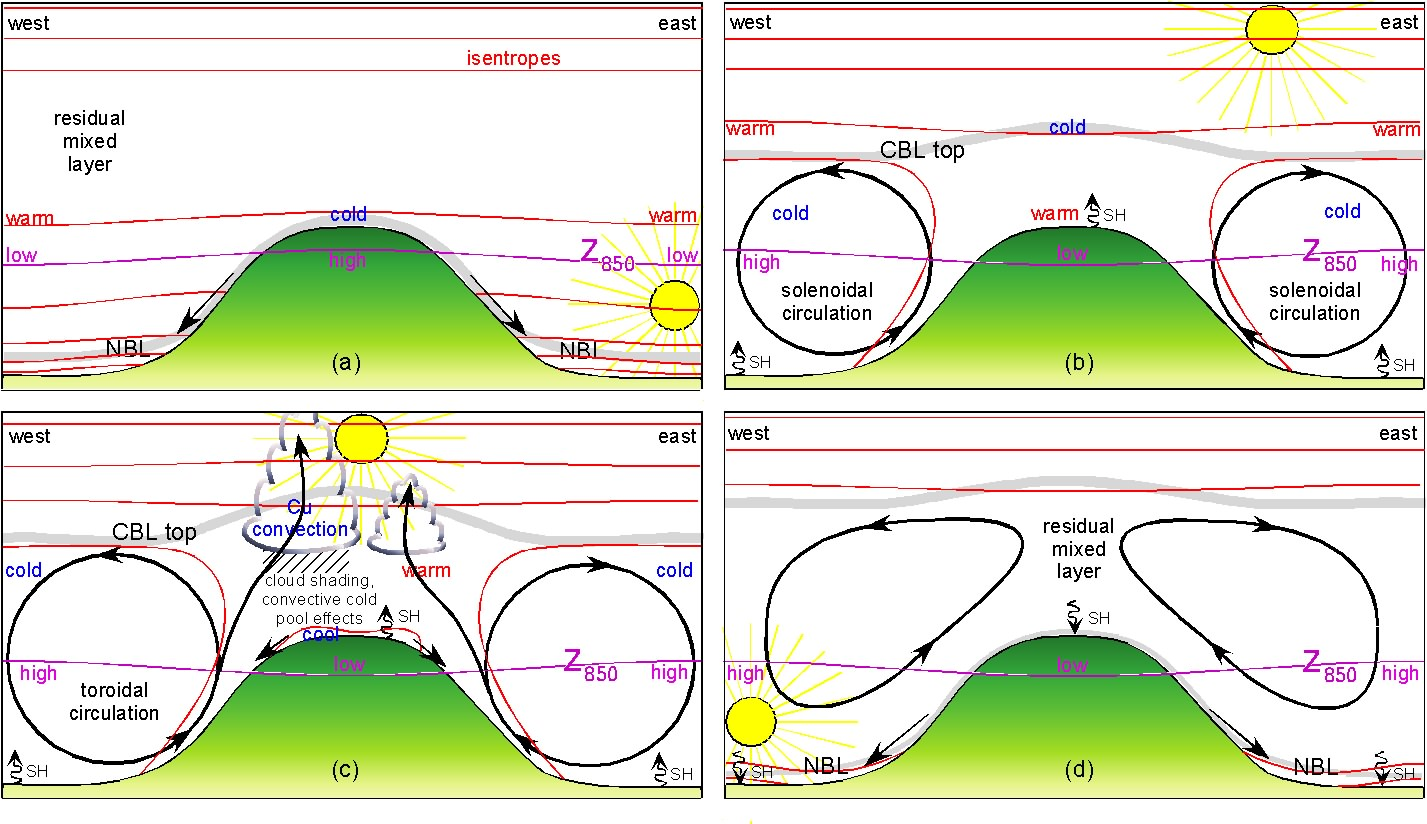 west
east
isentropes
residual
mixed
layer
warm
cold
warm
low
high
Z850
low
NBL
NBL
(a)
west
east
warm
cold
warm
CBL top
cold
warm
SH
cold
high
low
Z850
high
solenoidal
circulation
solenoidal
circulation
SH
SH
(b)
west
east
Cu
convection
CBL top
cold
warm
cold
cloud shading,
convective cold
pool effects
SH
cool
high
low
Z850
high
toroidal
circulation
SH
SH
(c)
west
east
residual
mixed
layer
SH
high
low
Z850
high
NBL
NBL
SH
SH
(d)